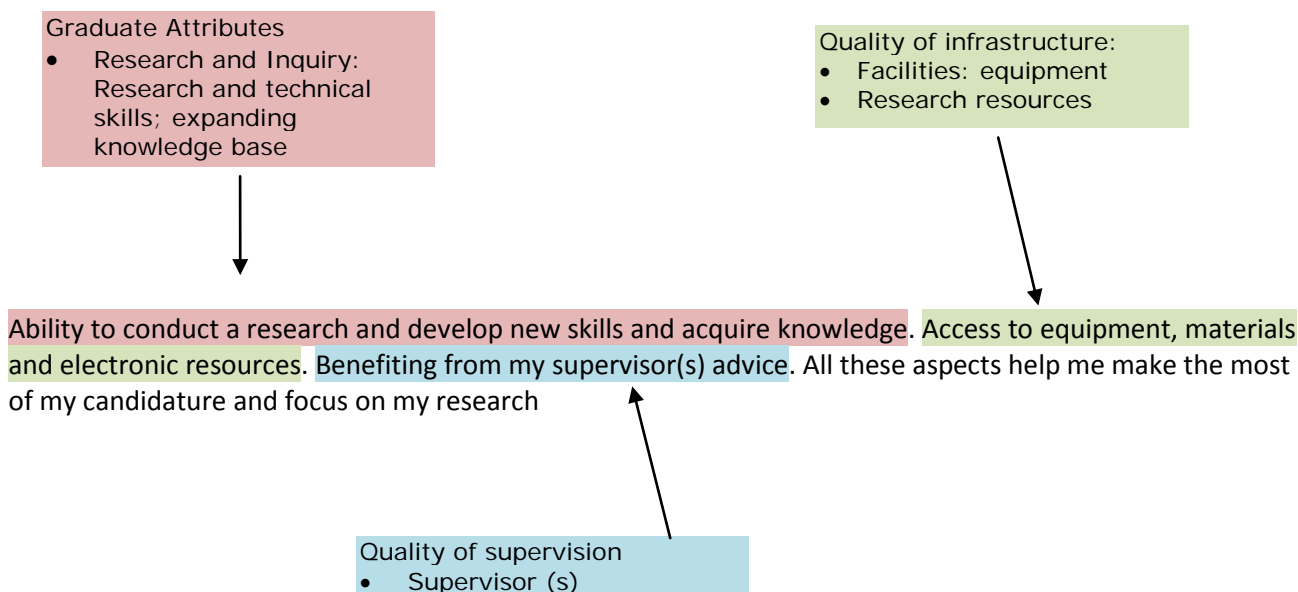 Graduate Attributes
• Research and Inquiry:
Research and technical
skills; expanding
knowledge base
Quality of infrastructure:
• Facilities: equipment
• Research resources
Ability to conduct a research and develop new skills and acquire knowledge. Access to equipment, materials
and electronic resources. Benefiting from my supervisor(s) advice. All these aspects help me make the most
of my candidature and focus on my research
Quality of supervision
• Supervisor (s)